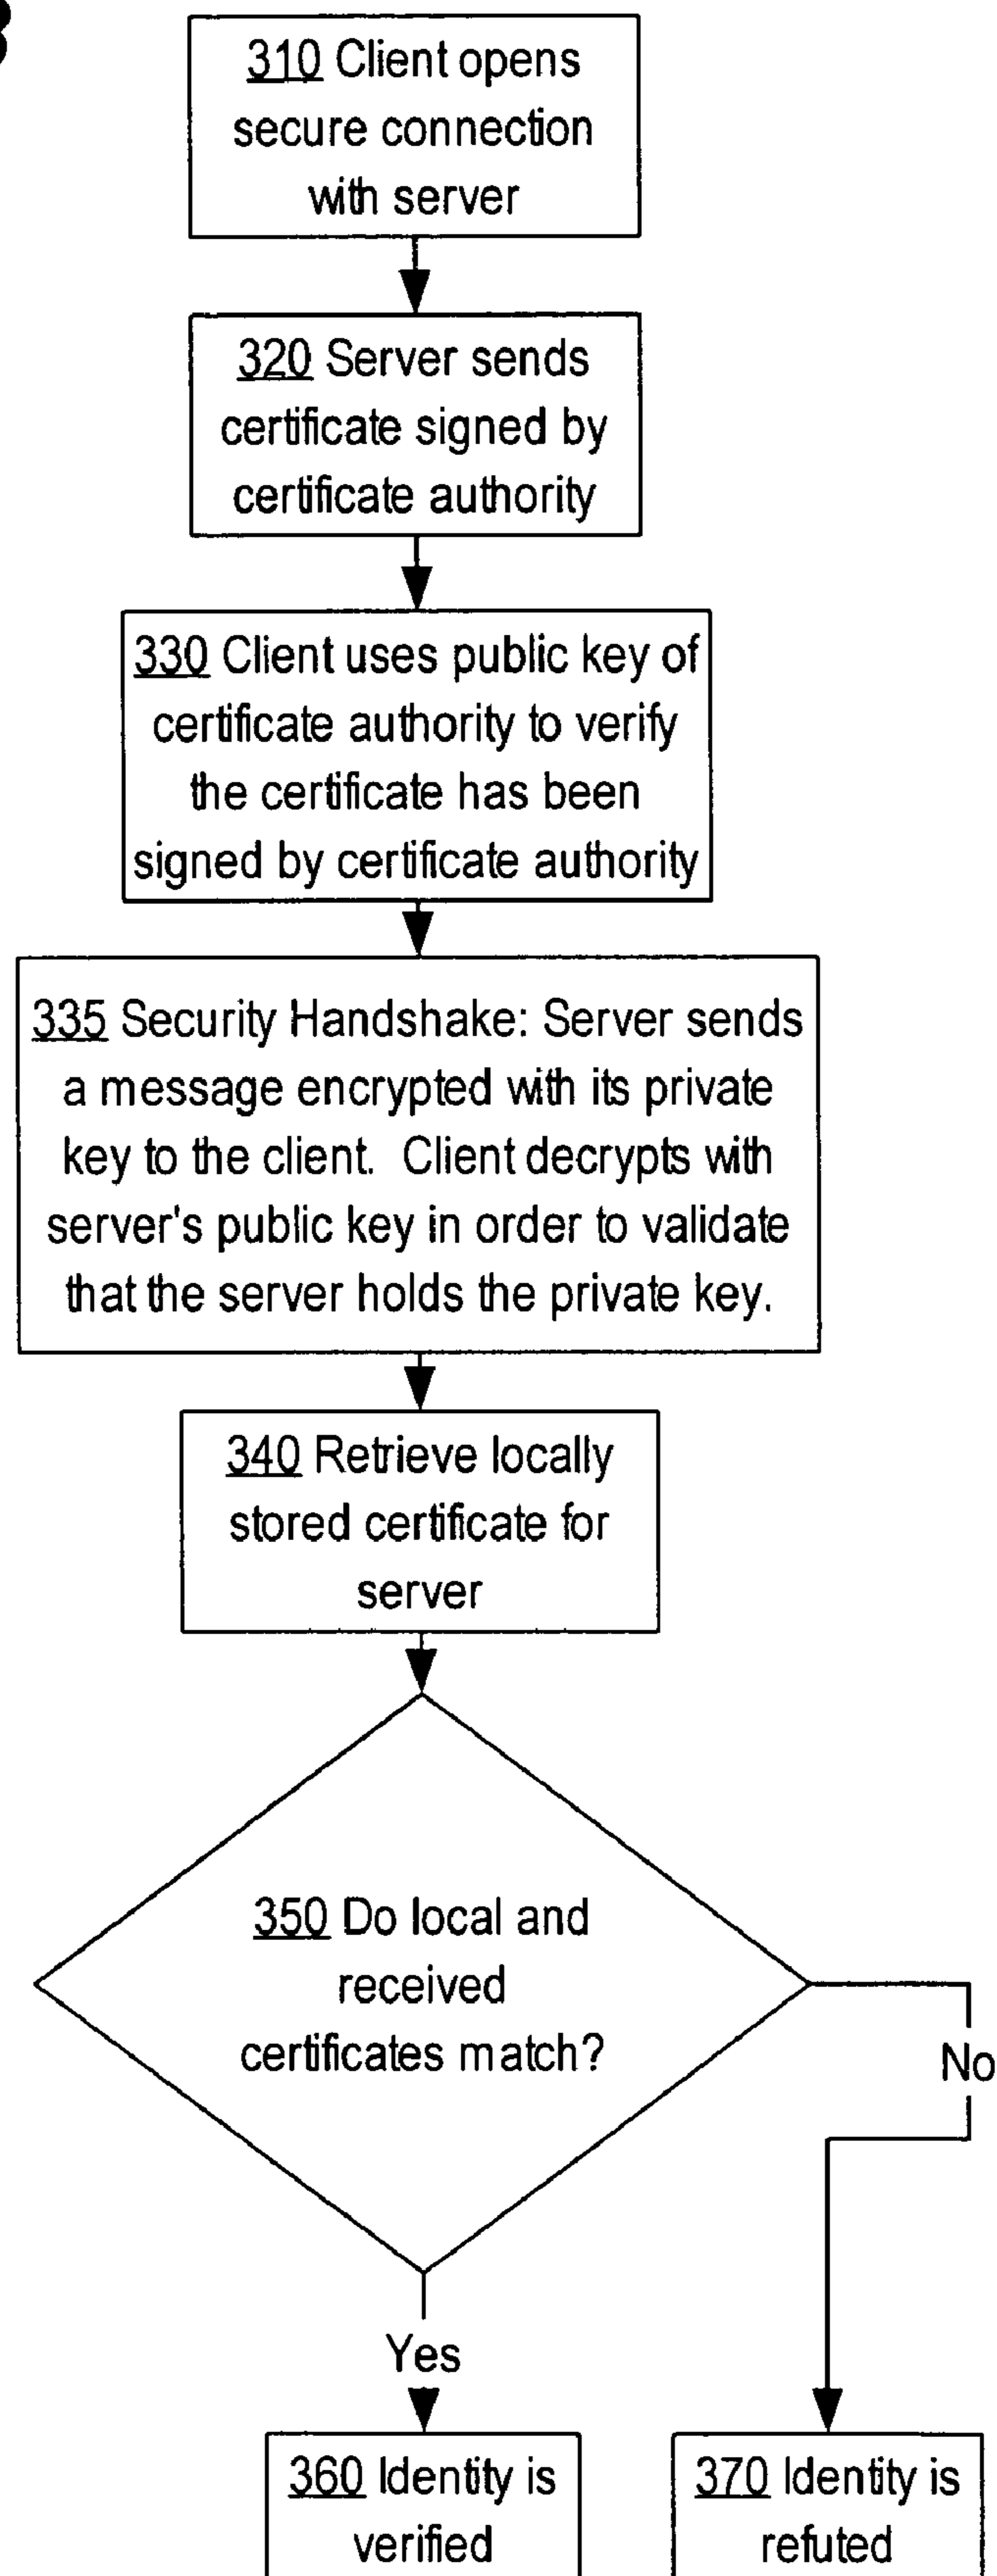 310 Client opens
secure connection
with server
320 Server sends
certificate signed by
certificate authority
330 Client uses public key of
certificate authority to verify
the certificate has been
signed by certificate authority
335 Security Handshake: Server sends
a message encrypted with its private
key to the client. Client decrypts with
server's public key in order to validate
that the server holds the private key.
340 Retrieve locally
stored certificate for
server
350 Do local and
received
certificates match?
No
Yes
360 Identity is
verified
370 Identity is
refuted